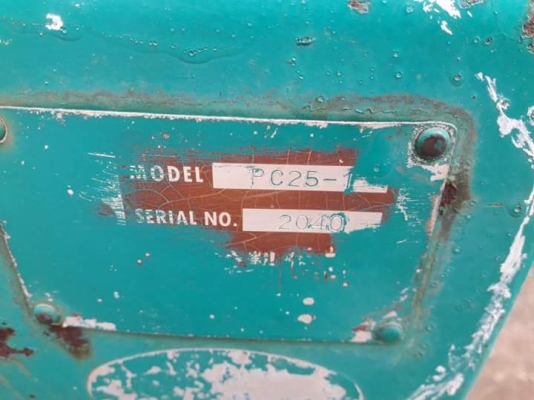 MODEL PC25-1
SERIAL NO. 2040